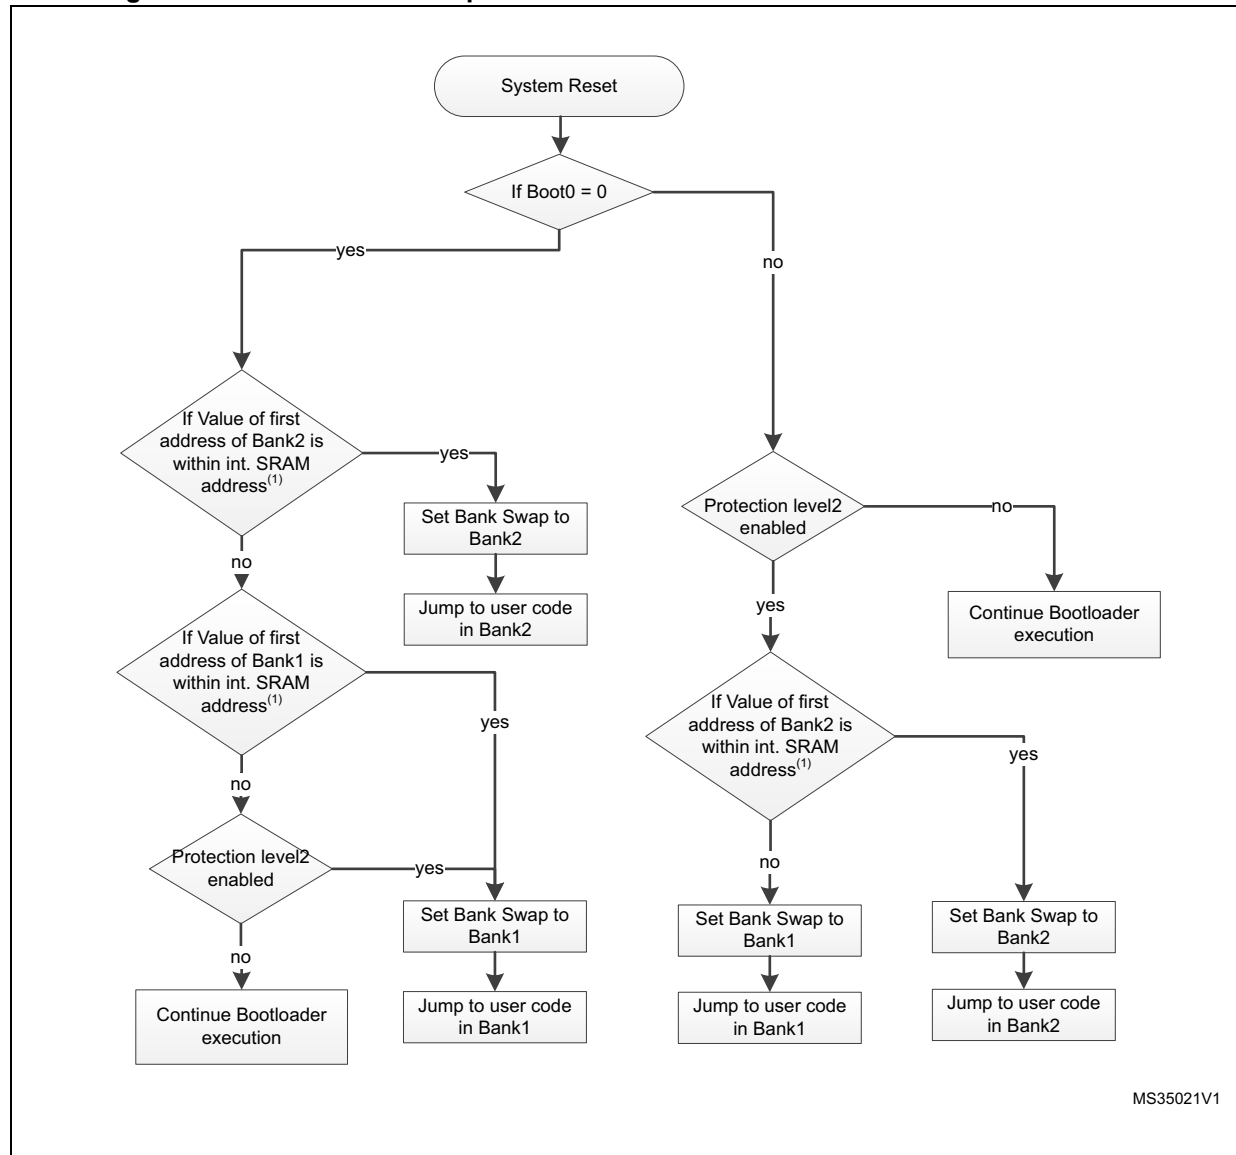 System Reset
If Boot0 = 0
yes
no
If Value of first
address of Bank2 is
within int. SRAM
address(1)
yes
Set Bank Swap to
Bank2
Jump to user code
in Bank2
no
If Value of first
address of Bank1 is
within int. SRAM
address(1)
yes
no
Protection level2
enabled
yes
Set Bank Swap to
Bank1
Jump to user code
in Bank1
no
Continue Bootloader
execution
Protection level2
enabled
no
Continue Bootloader
execution
yes
If Value of first
address of Bank2 is
within int. SRAM
address(1)
yes
no
Set Bank Swap to
Bank1
Jump to user code
in Bank1
Set Bank Swap to
Bank2
Jump to user code
in Bank2
MS35021V1